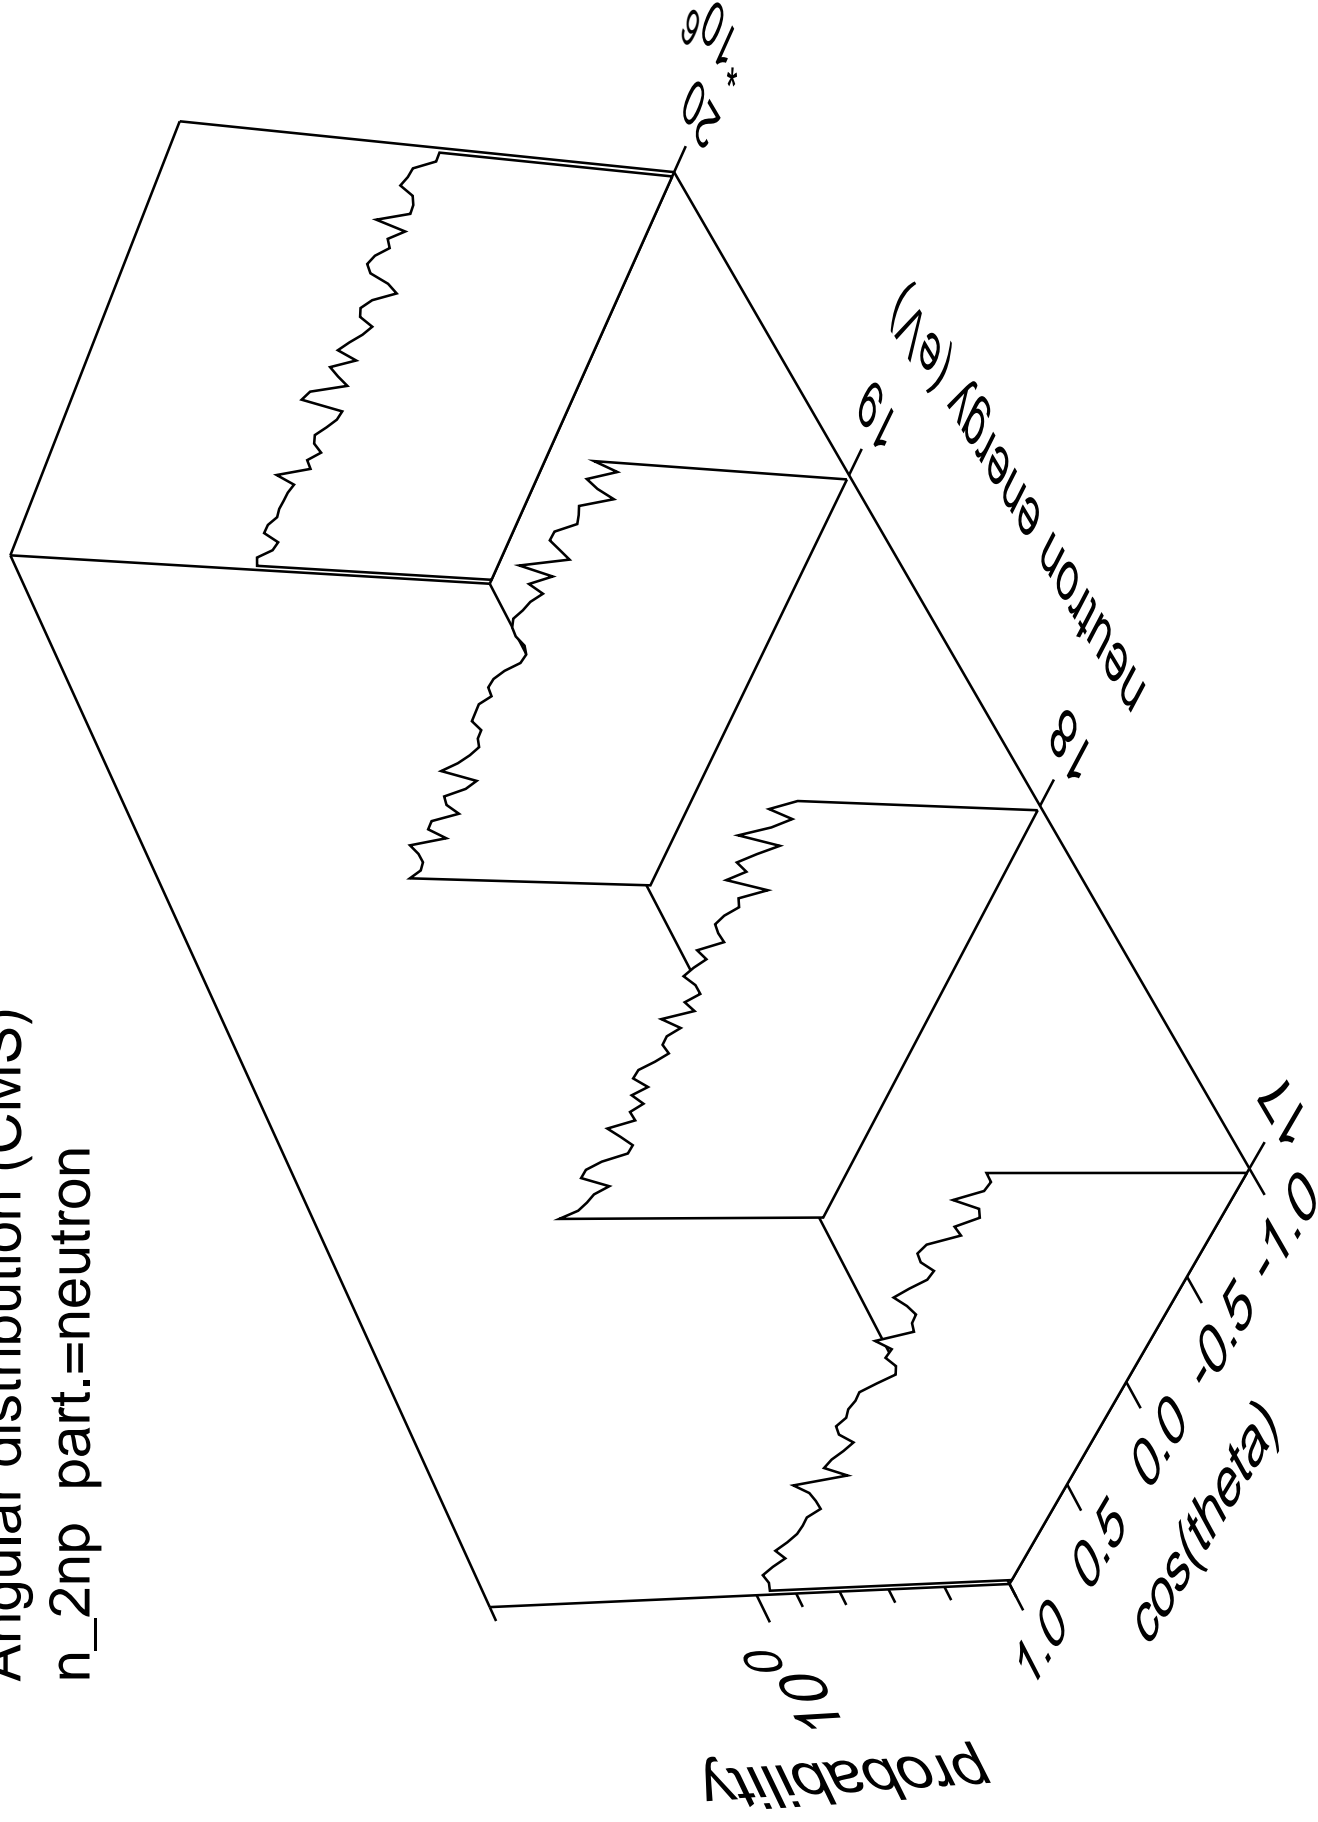 Angular distribution (CMS)
n_2np part.=neutron
probability
10^0
1.0
0.5
0.0
-0.5
-1.0
cos(theta)
17
18
19
20
*10^6
neutron energy (eV)